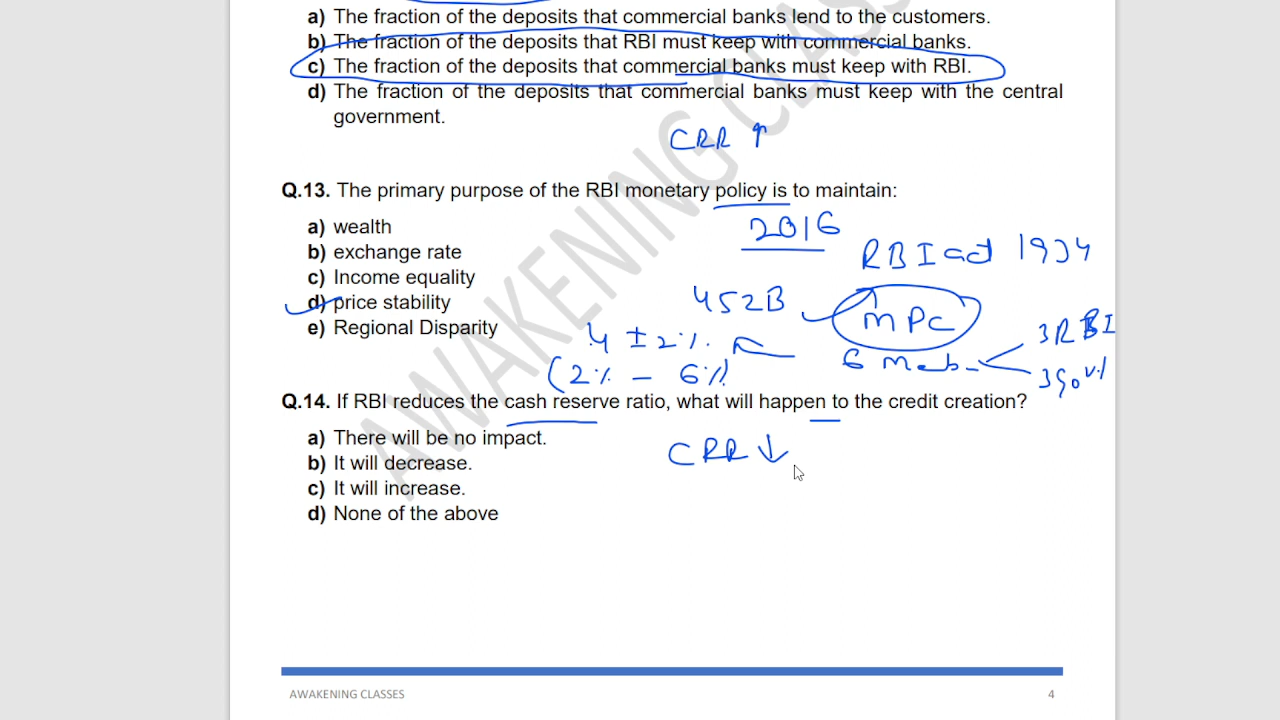 a) The fraction of the deposits that commercial banks lend to the customers.
b) The fraction of the deposits that RBI must keep with commercial banks.
c) The fraction of the deposits that commercial banks must keep with RBI.
d) The fraction of the deposits that commercial banks must keep with the central
government.
CRR ↑
Q.13. The primary purpose of the RBI monetary policy is to maintain:
a) wealth
2016
b) exchange rate
RBI act 1934
c) Income equality
452B
d) price stability
MPC
e) Regional Disparity
4 ± 2%
3 RBI
6 Memb
(2% - 6%)
3 govt
Q.14. If RBI reduces the cash reserve ratio, what will happen to the credit creation?
a) There will be no impact.
CRR ↓
b) It will decrease.
c) It will increase.
d) None of the above
AWAKENING CLASSES
4
AWAKENING CLASS